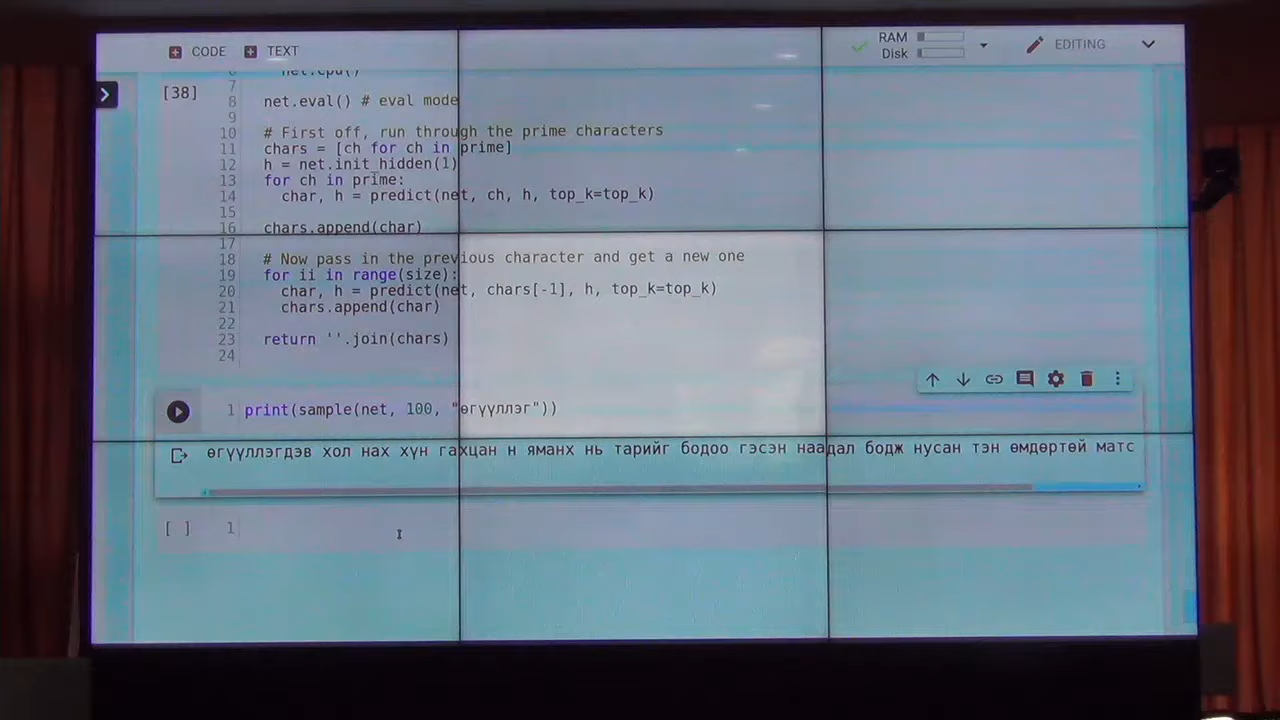 CODE TEXT RAM
Disk EDITING
6 net.cpu()
[38] 7
8 net.eval() # eval mode
9
10 # First off, run through the prime characters
11 chars = [ch for ch in prime]
12 h = net.init_hidden(1)
13 for ch in prime:
14 char, h = predict(net, ch, h, top_k=top_k)
15
16 chars.append(char)
17
18 # Now pass in the previous character and get a new one
19 for ii in range(size):
20 char, h = predict(net, chars[-1], h, top_k=top_k)
21 chars.append(char)
22
23 return ''.join(chars)
24
1 print(sample(net, 100, "өгүүллэг"))
өгүүллэгдэв хол нах хүн гахцан н яманх нь тарийг бодоо гэсэн наадал бодж нусан тэн өмдөртөй матс
[ ] 1